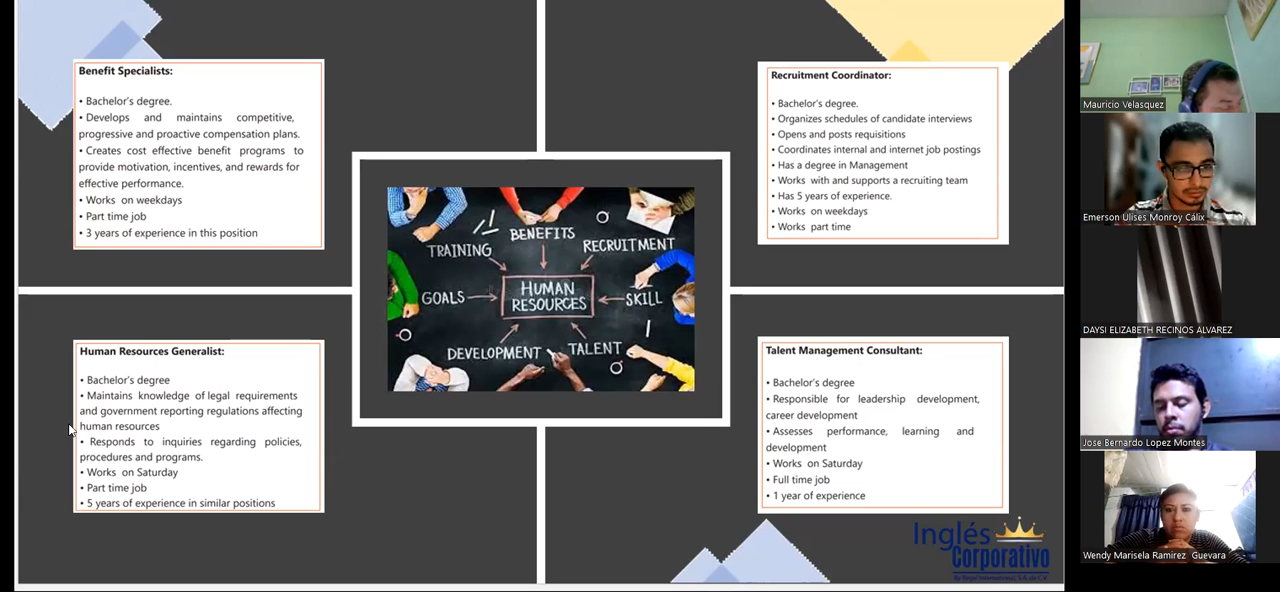 Benefit Specialists:
• Bachelor's degree.
• Develops and maintains competitive,
progressive and proactive compensation plans.
• Creates cost effective benefit programs to
provide motivation, incentives, and rewards for
effective performance.
• Works on weekdays
• Part time job
• 3 years of experience in this position
Recruitment Coordinator:
• Bachelor's degree.
• Organizes schedules of candidate interviews
• Opens and posts requisitions
• Coordinates internal and internet job postings
• Has a degree in Management
• Works with and supports a recruiting team
• Has 5 years of experience.
• Works on weekdays
• Works part time
TRAINING
BENEFITS
RECRUITMENT
GOALS
HUMAN
RESOURCES
SKILL
DEVELOPMENT
TALENT
Human Resources Generalist:
• Bachelor's degree
• Maintains knowledge of legal requirements
and government reporting regulations affecting
human resources
• Responds to inquiries regarding policies,
procedures and programs.
• Works on Saturday
• Part time job
• 5 years of experience in similar positions
Talent Management Consultant:
• Bachelor's degree
• Responsible for leadership development,
career development
• Assesses performance, learning and
development
• Works on Saturday
• Full time job
• 1 year of experience
Inglés
Corporativo
Mauricio Velasquez
Emerson Ulises Monroy Cálix
DAYSI ELIZABETH RECINOS ALVAREZ
Jose Bernardo Lopez Montes
Wendy Marisela Ramirez Guevara